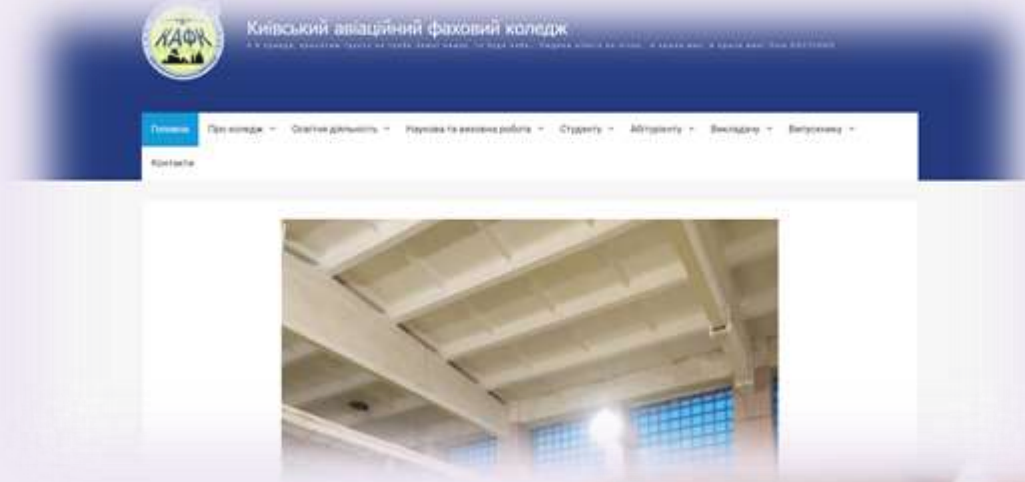 КАФК
Київський авіаційний фаховий коледж
Головна Про коледж Освітня діяльність Наукова та виховна робота Студенту Абітурієнту Викладачу Випускнику
Контакти